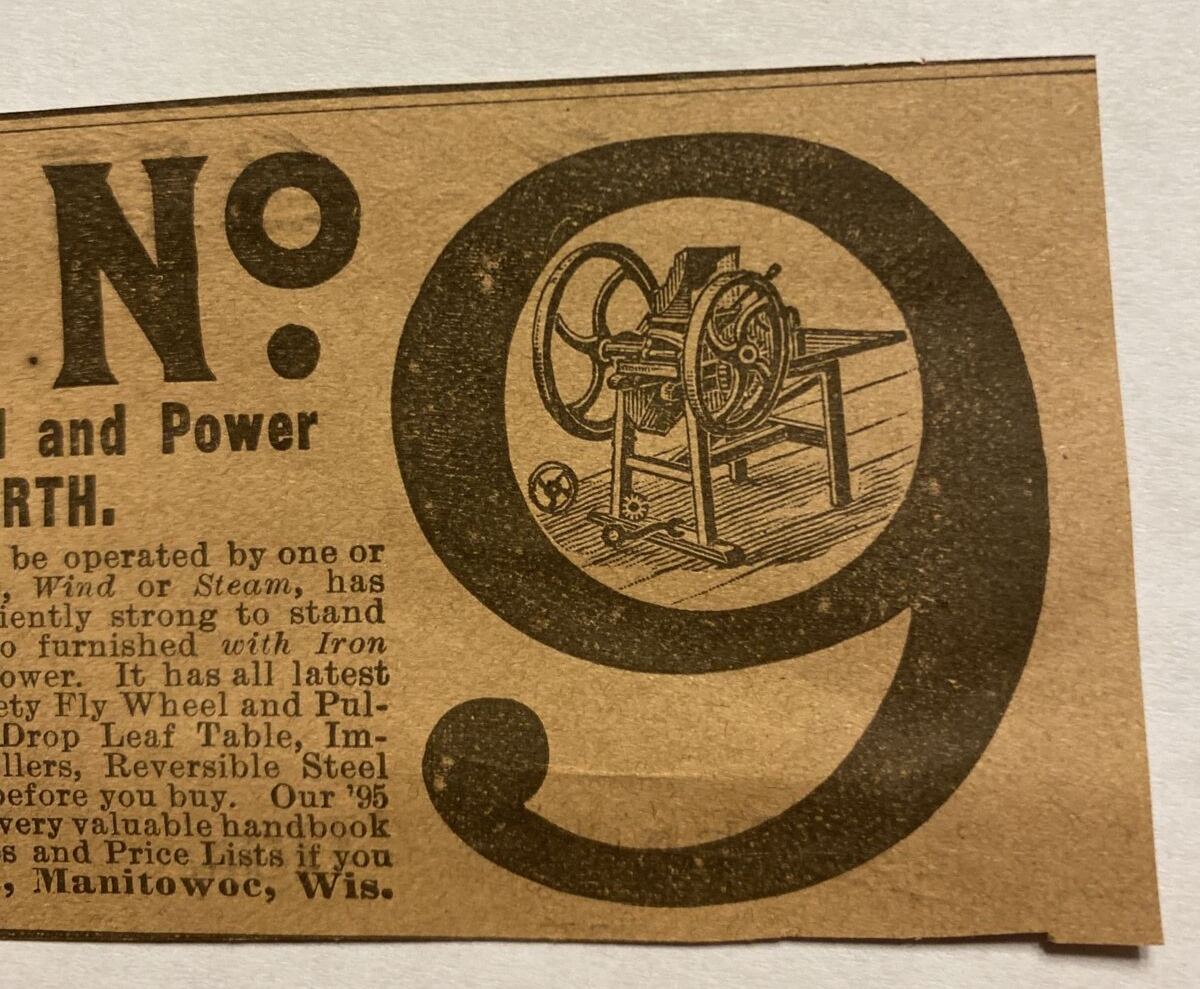 No. 9
and Power
RTH.
be operated by one or
, Wind or Steam, has
iently strong to stand
o furnished with Iron
ower. It has all latest
ety Fly Wheel and Pul-
Drop Leaf Table, Im-
llers, Reversible Steel
before you buy. Our ’95
very valuable handbook
s and Price Lists if you
, Manitowoc, Wis.